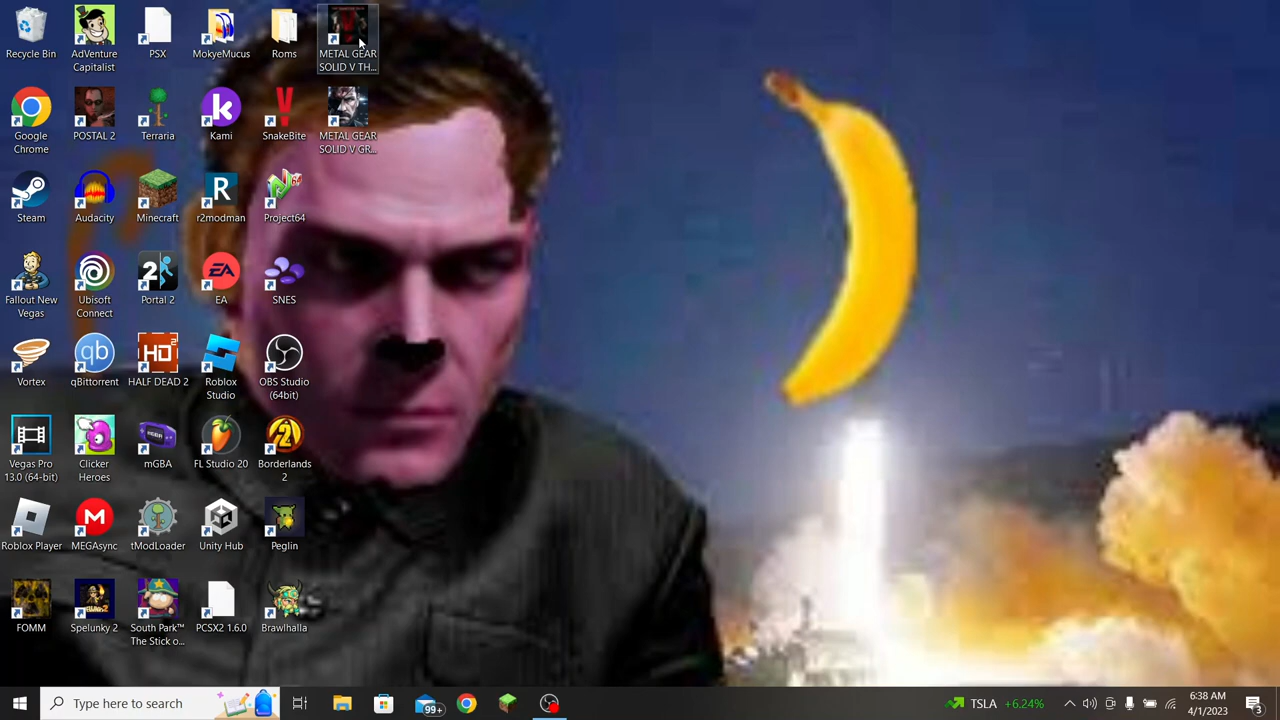 Recycle Bin
AdVenture
Capitalist
PSX
MokyeMucus
Roms
METAL GEAR
SOLID V TH...
Google
Chrome
POSTAL 2
Terraria
Kami
SnakeBite
METAL GEAR
SOLID V GR...
Steam
Audacity
Minecraft
r2modman
Project64
Fallout New
Vegas
Ubisoft
Connect
Portal 2
EA
SNES
Vortex
qBittorrent
HALF DEAD 2
Roblox
Studio
OBS Studio
(64bit)
Vegas Pro
13.0 (64-bit)
Clicker
Heroes
mGBA
FL Studio 20
Borderlands
2
Roblox Player
MEGAsync
tModLoader
Unity Hub
Peglin
FOMM
Spelunky 2
South Park™
The Stick o...
PCSX2 1.6.0
Brawlhalla
Type here to search
99+
TSLA +6.24%
6:38 AM
4/1/2023
3